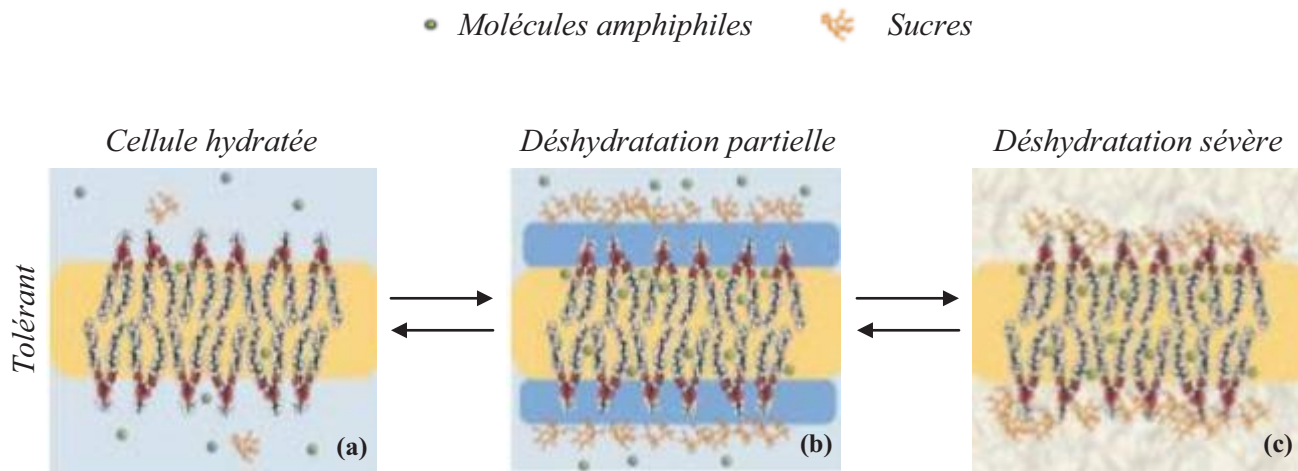 Molécules amphiphiles
Sucres
Cellule hydratée
Déshydratation partielle
Déshydratation sévère
Tolérant
(a)
(b)
(c)